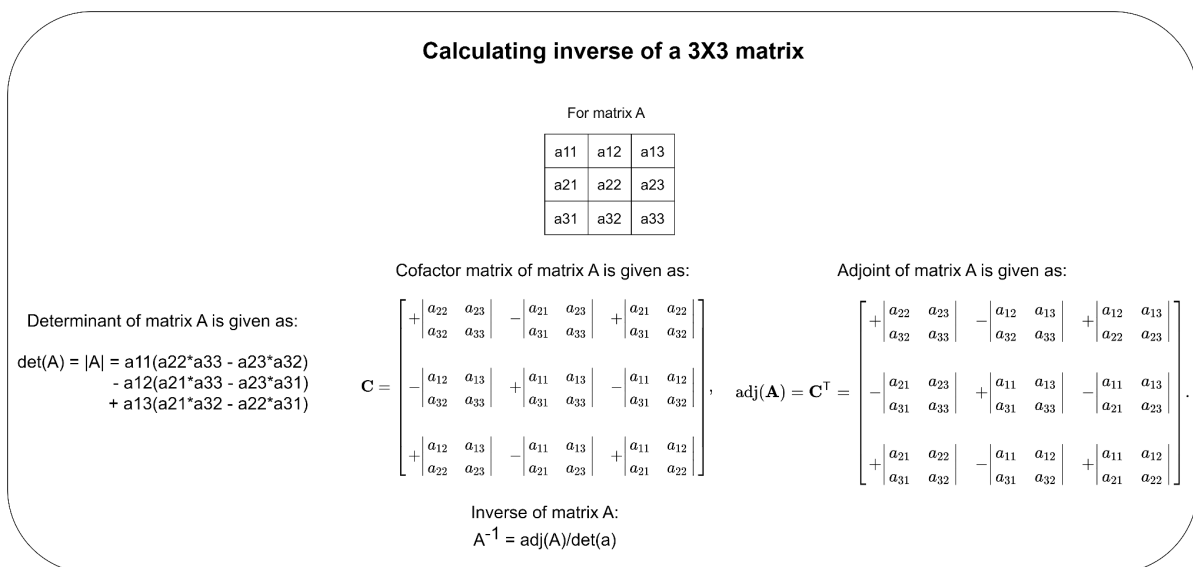 Calculating inverse of a 3X3 matrix
For matrix A
a11 a12 a13
a21 a22 a23
a31 a32 a33
Determinant of matrix A is given as:
det(A) = |A| = a11(a22*a33 - a23*a32)
- a12(a21*a33 - a23*a31)
+ a13(a21*a32 - a22*a31)
Cofactor matrix of matrix A is given as:
+| a22 a23 | -| a21 a23 | +| a21 a22 |
| a32 a33 | | a31 a33 | | a31 a32 |
C = -| a12 a13 | +| a11 a13 | -| a11 a12 | ,
| a32 a33 | | a31 a33 | | a31 a32 |
+| a12 a13 | -| a11 a13 | +| a11 a12 |
| a22 a23 | | a21 a23 | | a21 a22 |
Adjoint of matrix A is given as:
+| a22 a23 | -| a12 a13 | +| a12 a13 |
| a32 a33 | | a32 a33 | | a22 a23 |
adj(A) = C^T = -| a21 a23 | +| a11 a13 | -| a11 a13 | .
| a31 a33 | | a31 a33 | | a21 a23 |
+| a21 a22 | -| a11 a12 | +| a11 a12 |
| a31 a32 | | a31 a32 | | a21 a22 |
Inverse of matrix A:
A^-1 = adj(A)/det(a)